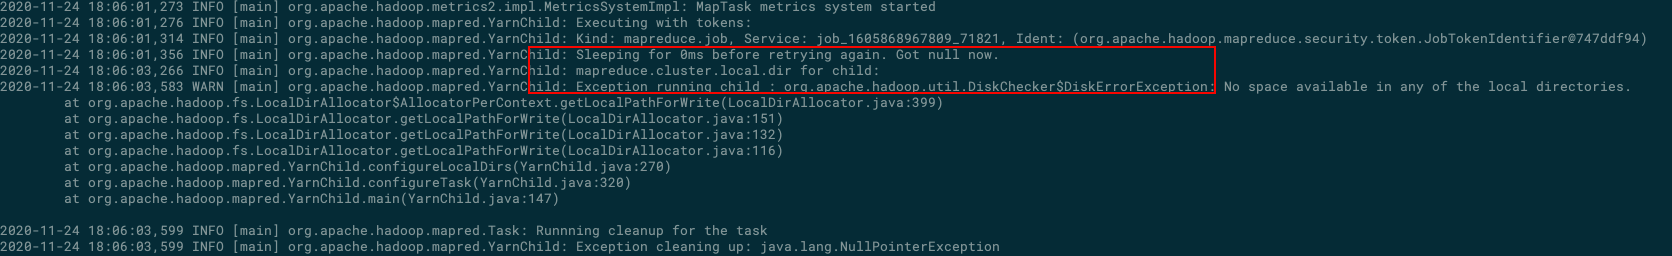 2020-11-24 18:06:01,273 INFO [main] org.apache.hadoop.metrics2.impl.MetricsSystemImpl: MapTask metrics system started
2020-11-24 18:06:01,276 INFO [main] org.apache.hadoop.mapred.YarnChild: Executing with tokens:
2020-11-24 18:06:01,314 INFO [main] org.apache.hadoop.mapred.YarnChild: Kind: mapreduce.job, Service: job_1605868967809_71821, Ident: (org.apache.hadoop.mapreduce.security.token.JobTokenIdentifier@747ddf94)
2020-11-24 18:06:01,356 INFO [main] org.apache.hadoop.mapred.YarnChild: Sleeping for 0ms before retrying again. Got null now.
2020-11-24 18:06:03,266 INFO [main] org.apache.hadoop.mapred.YarnChild: mapreduce.cluster.local.dir for child:
2020-11-24 18:06:03,583 WARN [main] org.apache.hadoop.mapred.YarnChild: Exception running child : org.apache.hadoop.util.DiskChecker$DiskErrorException: No space available in any of the local directories.
at org.apache.hadoop.fs.LocalDirAllocator$AllocatorPerContext.getLocalPathForWrite(LocalDirAllocator.java:399)
at org.apache.hadoop.fs.LocalDirAllocator.getLocalPathForWrite(LocalDirAllocator.java:151)
at org.apache.hadoop.fs.LocalDirAllocator.getLocalPathForWrite(LocalDirAllocator.java:132)
at org.apache.hadoop.fs.LocalDirAllocator.getLocalPathForWrite(LocalDirAllocator.java:116)
at org.apache.hadoop.mapred.YarnChild.configureLocalDirs(YarnChild.java:270)
at org.apache.hadoop.mapred.YarnChild.configureTask(YarnChild.java:320)
at org.apache.hadoop.mapred.YarnChild.main(YarnChild.java:147)
2020-11-24 18:06:03,599 INFO [main] org.apache.hadoop.mapred.Task: Runnning cleanup for the task
2020-11-24 18:06:03,599 INFO [main] org.apache.hadoop.mapred.YarnChild: Exception cleaning up: java.lang.NullPointerException